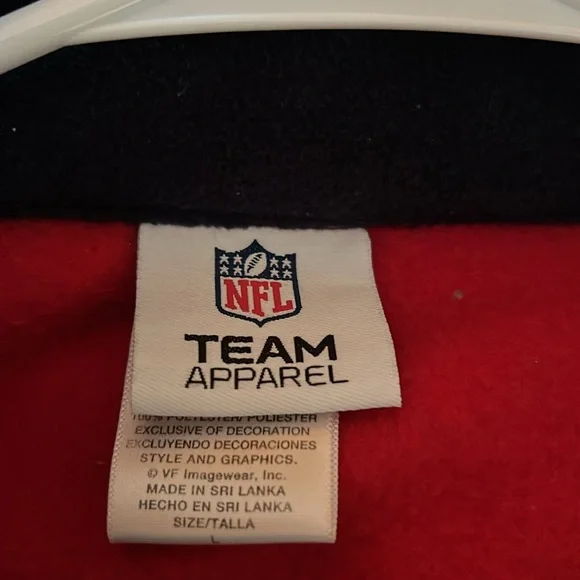 NFL
TEAM
APPAREL
100% POLYESTER/POLIESTER
EXCLUSIVE OF DECORATION
EXCLUYENDO DECORACIONES
STYLE AND GRAPHICS.
© VF Imagewear, Inc.
MADE IN SRI LANKA
HECHO EN SRI LANKA
SIZE/TALLA
L